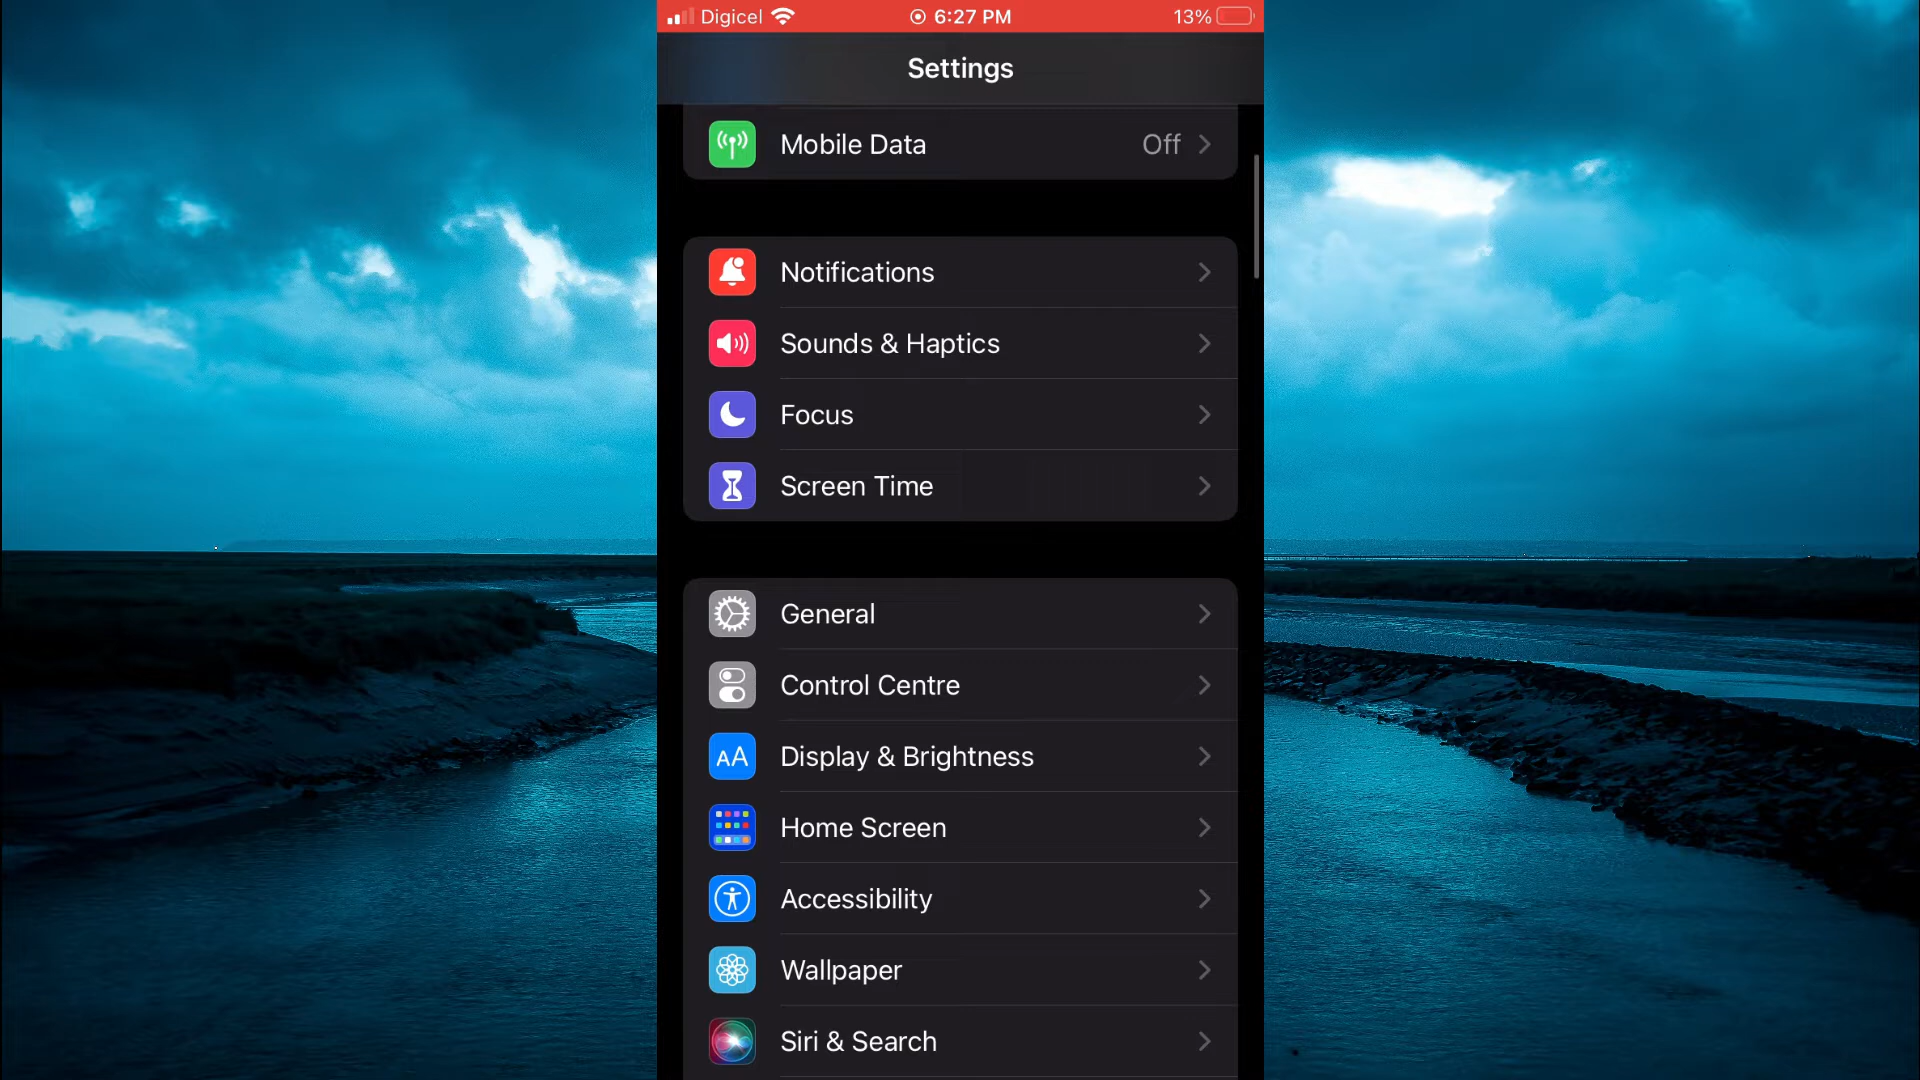 Digicel 6:27 PM 13%
Settings
Mobile Data Off
Notifications
Sounds & Haptics
Focus
Screen Time
General
Control Centre
AA Display & Brightness
Home Screen
Accessibility
Wallpaper
Siri & Search